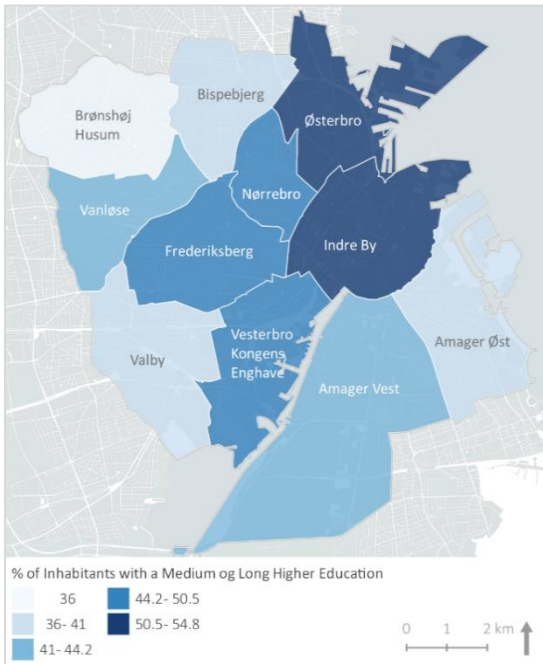 Bispebjerg
Brønshøj
Husum
Østerbro
Nørrebro
Vanløse
Frederiksberg
Indre By
Vesterbro
Kongens
Enghave
Valby
Amager Øst
Amager Vest
% of Inhabitants with a Medium og Long Higher Education
36
44.2- 50.5
36- 41
50.5- 54.8
41- 44.2
0 1 2 km